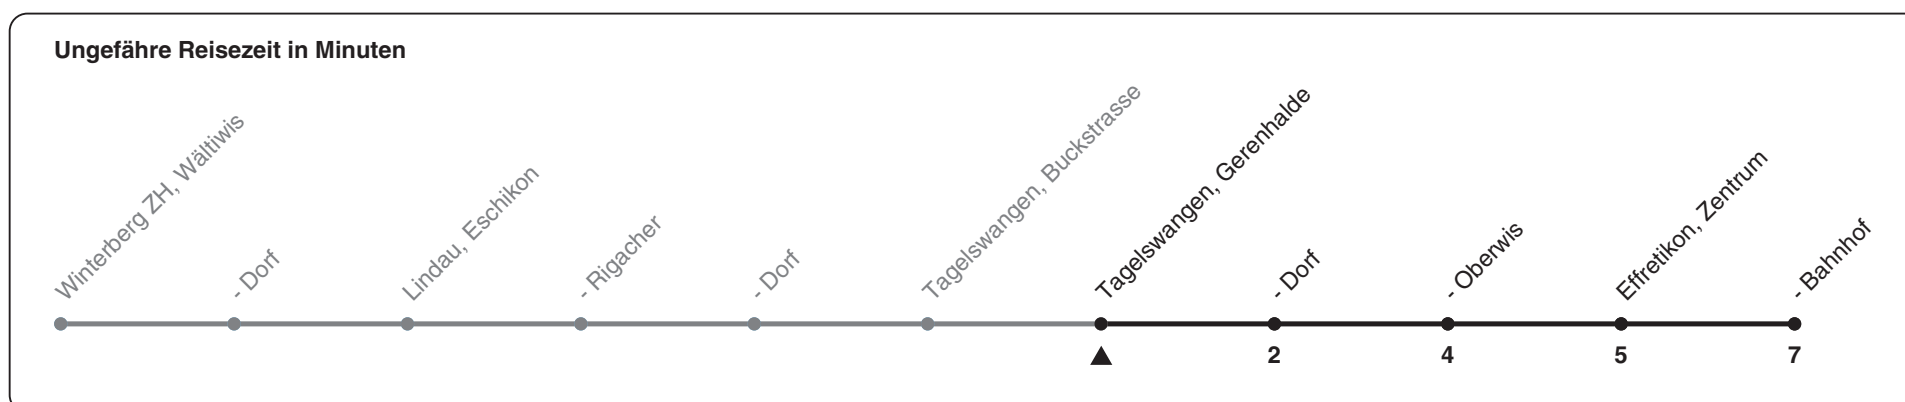 Ungefähre Reisezeit in Minuten
Winterberg ZH, Wältiwis
- Dorf
Lindau, Eschikon
- Rigacher
- Dorf
Tagelswangen, Buckstrasse
Tagelswangen, Gerenhalde
- Dorf
- Oberwis
Effretikon, Zentrum
- Bahnhof
2 4 5 7